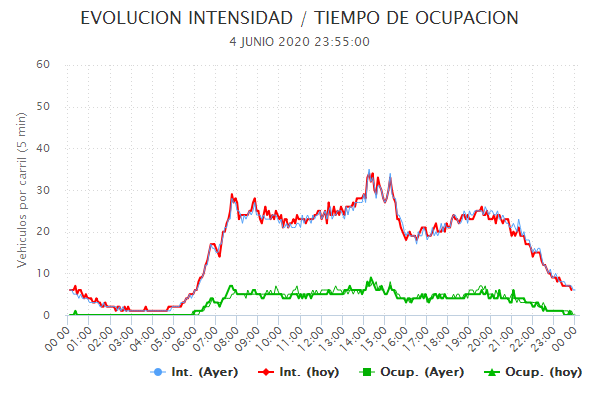 EVOLUCION INTENSIDAD / TIEMPO DE OCUPACION
4 JUNIO 2020 23:55:00
Vehiculos por carril (5 min)
60
50
40
30
20
10
0
00:00 01:00 02:00 03:00 04:00 05:00 06:00 07:00 08:00 09:00 10:00 11:00 12:00 13:00 14:00 15:00 16:00 17:00 18:00 19:00 20:00 21:00 22:00 23:00 00:00
Int. (Ayer) Int. (hoy) Ocup. (Ayer) Ocup. (hoy)